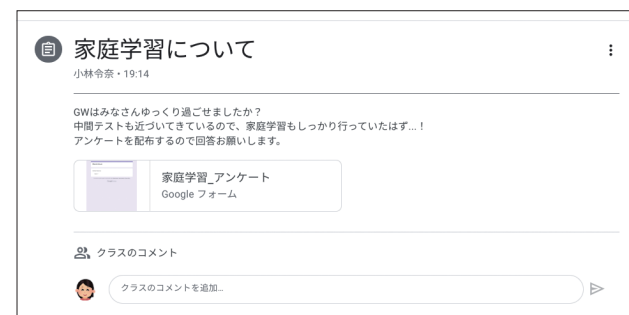 家庭学習について
小林令奈・19:14
GWはみなさんゆっくり過ごせましたか？
中間テストも近づいてきているので、家庭学習もしっかり行っていたはず...！
アンケートを配布するので回答お願いします。
家庭学習_アンケート
Google フォーム
クラスのコメント
クラスのコメントを追加...